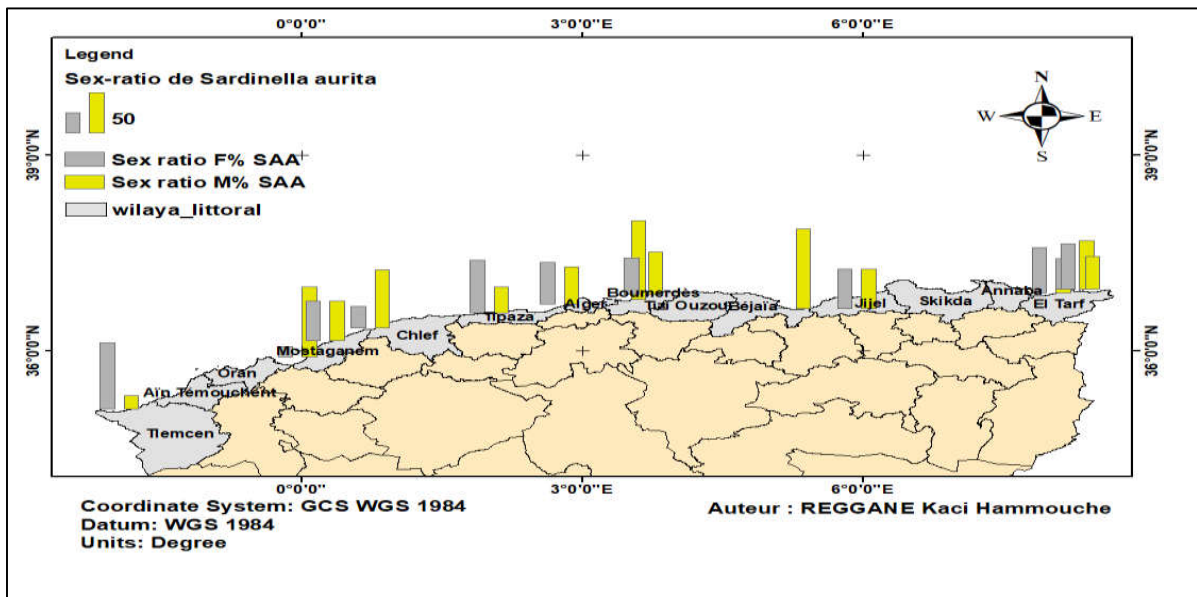 0°0'0"
3°0'0"E
6°0'0"E
Legend
Sex-ratio de Sardinella aurita
50
Sex ratio F% SAA
Sex ratio M% SAA
wilaya_littoral
N
W
E
S
39°0'0"N
39°0'0"N
Boumerdès
Annaba
Alger
Tizi Ouzou
Béjaïa
Jijel
Skikda
El Tarf
Tipaza
Chlef
Mostaganem
36°0'0"N
36°0'0"N
Oran
Aïn Témouchent
Tlemcen
0°0'0"
3°0'0"E
6°0'0"E
Coordinate System: GCS WGS 1984
Auteur : REGGANE Kaci Hammouche
Datum: WGS 1984
Units: Degree